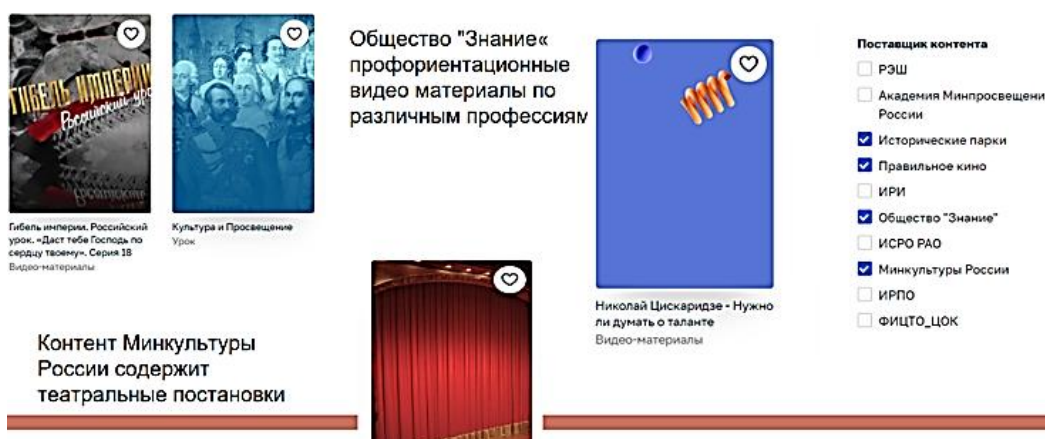 ГИБЕЛЬ ИМПЕРИИ
Российский урок
Гибель империи. Российский
урок. «Даст тебе Господь по
сердцу твоему». Серия 18
Видео-материалы
Культура и Просвещение
Урок
Общество "Знание«
профориентационные
видео материалы по
различным профессиям
Николай Цискаридзе - Нужно
ли думать о таланте
Видео-материалы
Поставщик контента
РЭШ
Академия Минпросвещени
России
Исторические парки
Правильное кино
ИРИ
Общество "Знание"
ИСРО РАО
Минкультуры России
ИРПО
ФИЦТО_ЦОК
Контент Минкультуры
России содержит
театральные постановки